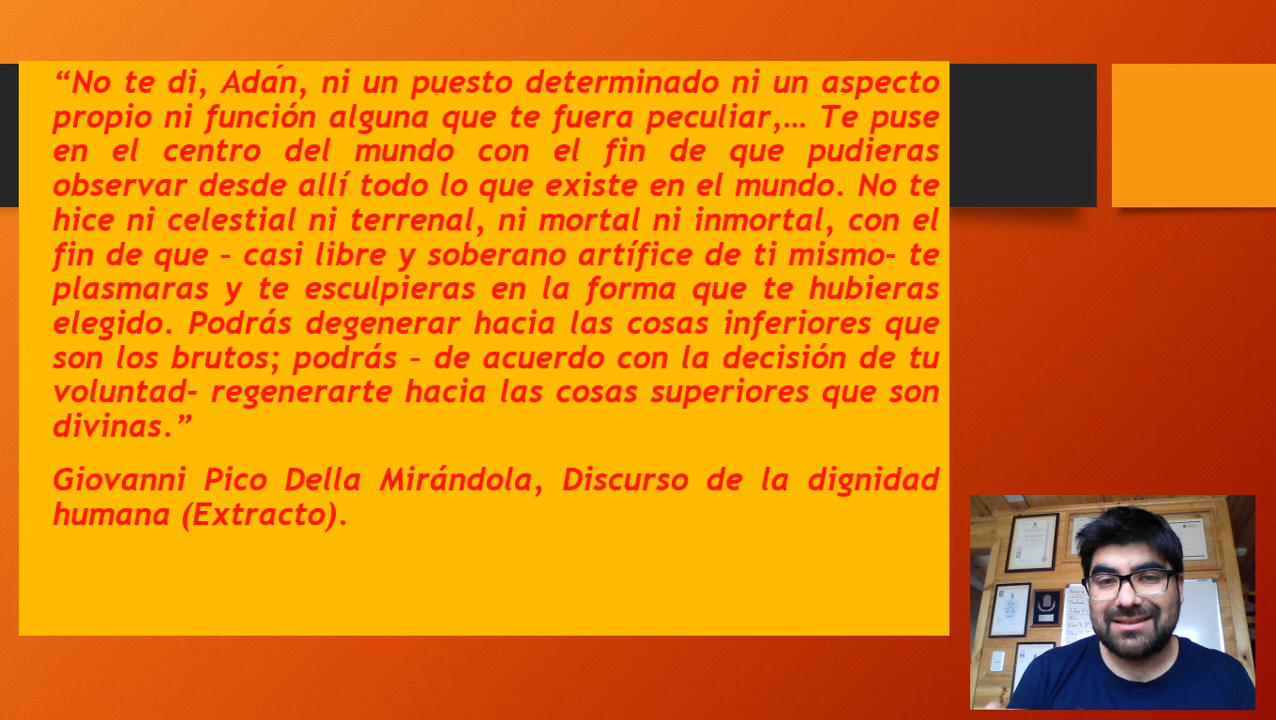 “No te di, Adán, ni un puesto determinado ni un aspecto
propio ni función alguna que te fuera peculiar,… Te puse
en el centro del mundo con el fin de que pudieras
observar desde allí todo lo que existe en el mundo. No te
hice ni celestial ni terrenal, ni mortal ni inmortal, con el
fin de que – casi libre y soberano artífice de ti mismo- te
plasmaras y te esculpieras en la forma que te hubieras
elegido. Podrás degenerar hacia las cosas inferiores que
son los brutos; podrás – de acuerdo con la decisión de tu
voluntad- regenerarte hacia las cosas superiores que son
divinas.”
Giovanni Pico Della Mirándola, Discurso de la dignidad
humana (Extracto).